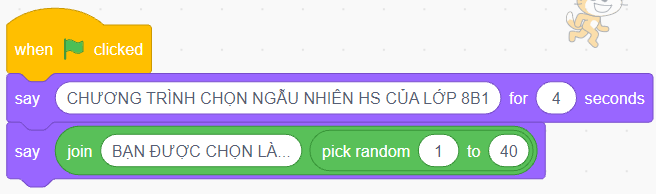 when clicked
say CHƯƠNG TRÌNH CHỌN NGẪU NHIÊN HS CỦA LỚP 8B1 for 4 seconds
say join BẠN ĐƯỢC CHỌN LÀ... pick random 1 to 40